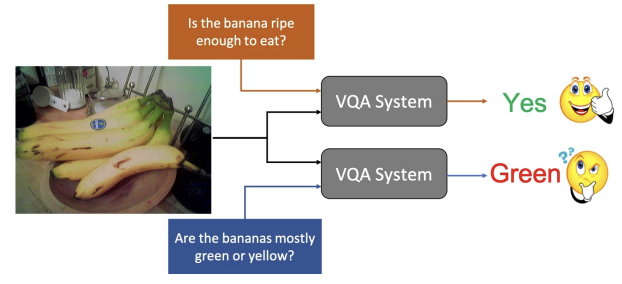 Is the banana ripe
enough to eat?
VQA System
Yes
VQA System
Green
??
Are the bananas mostly
green or yellow?